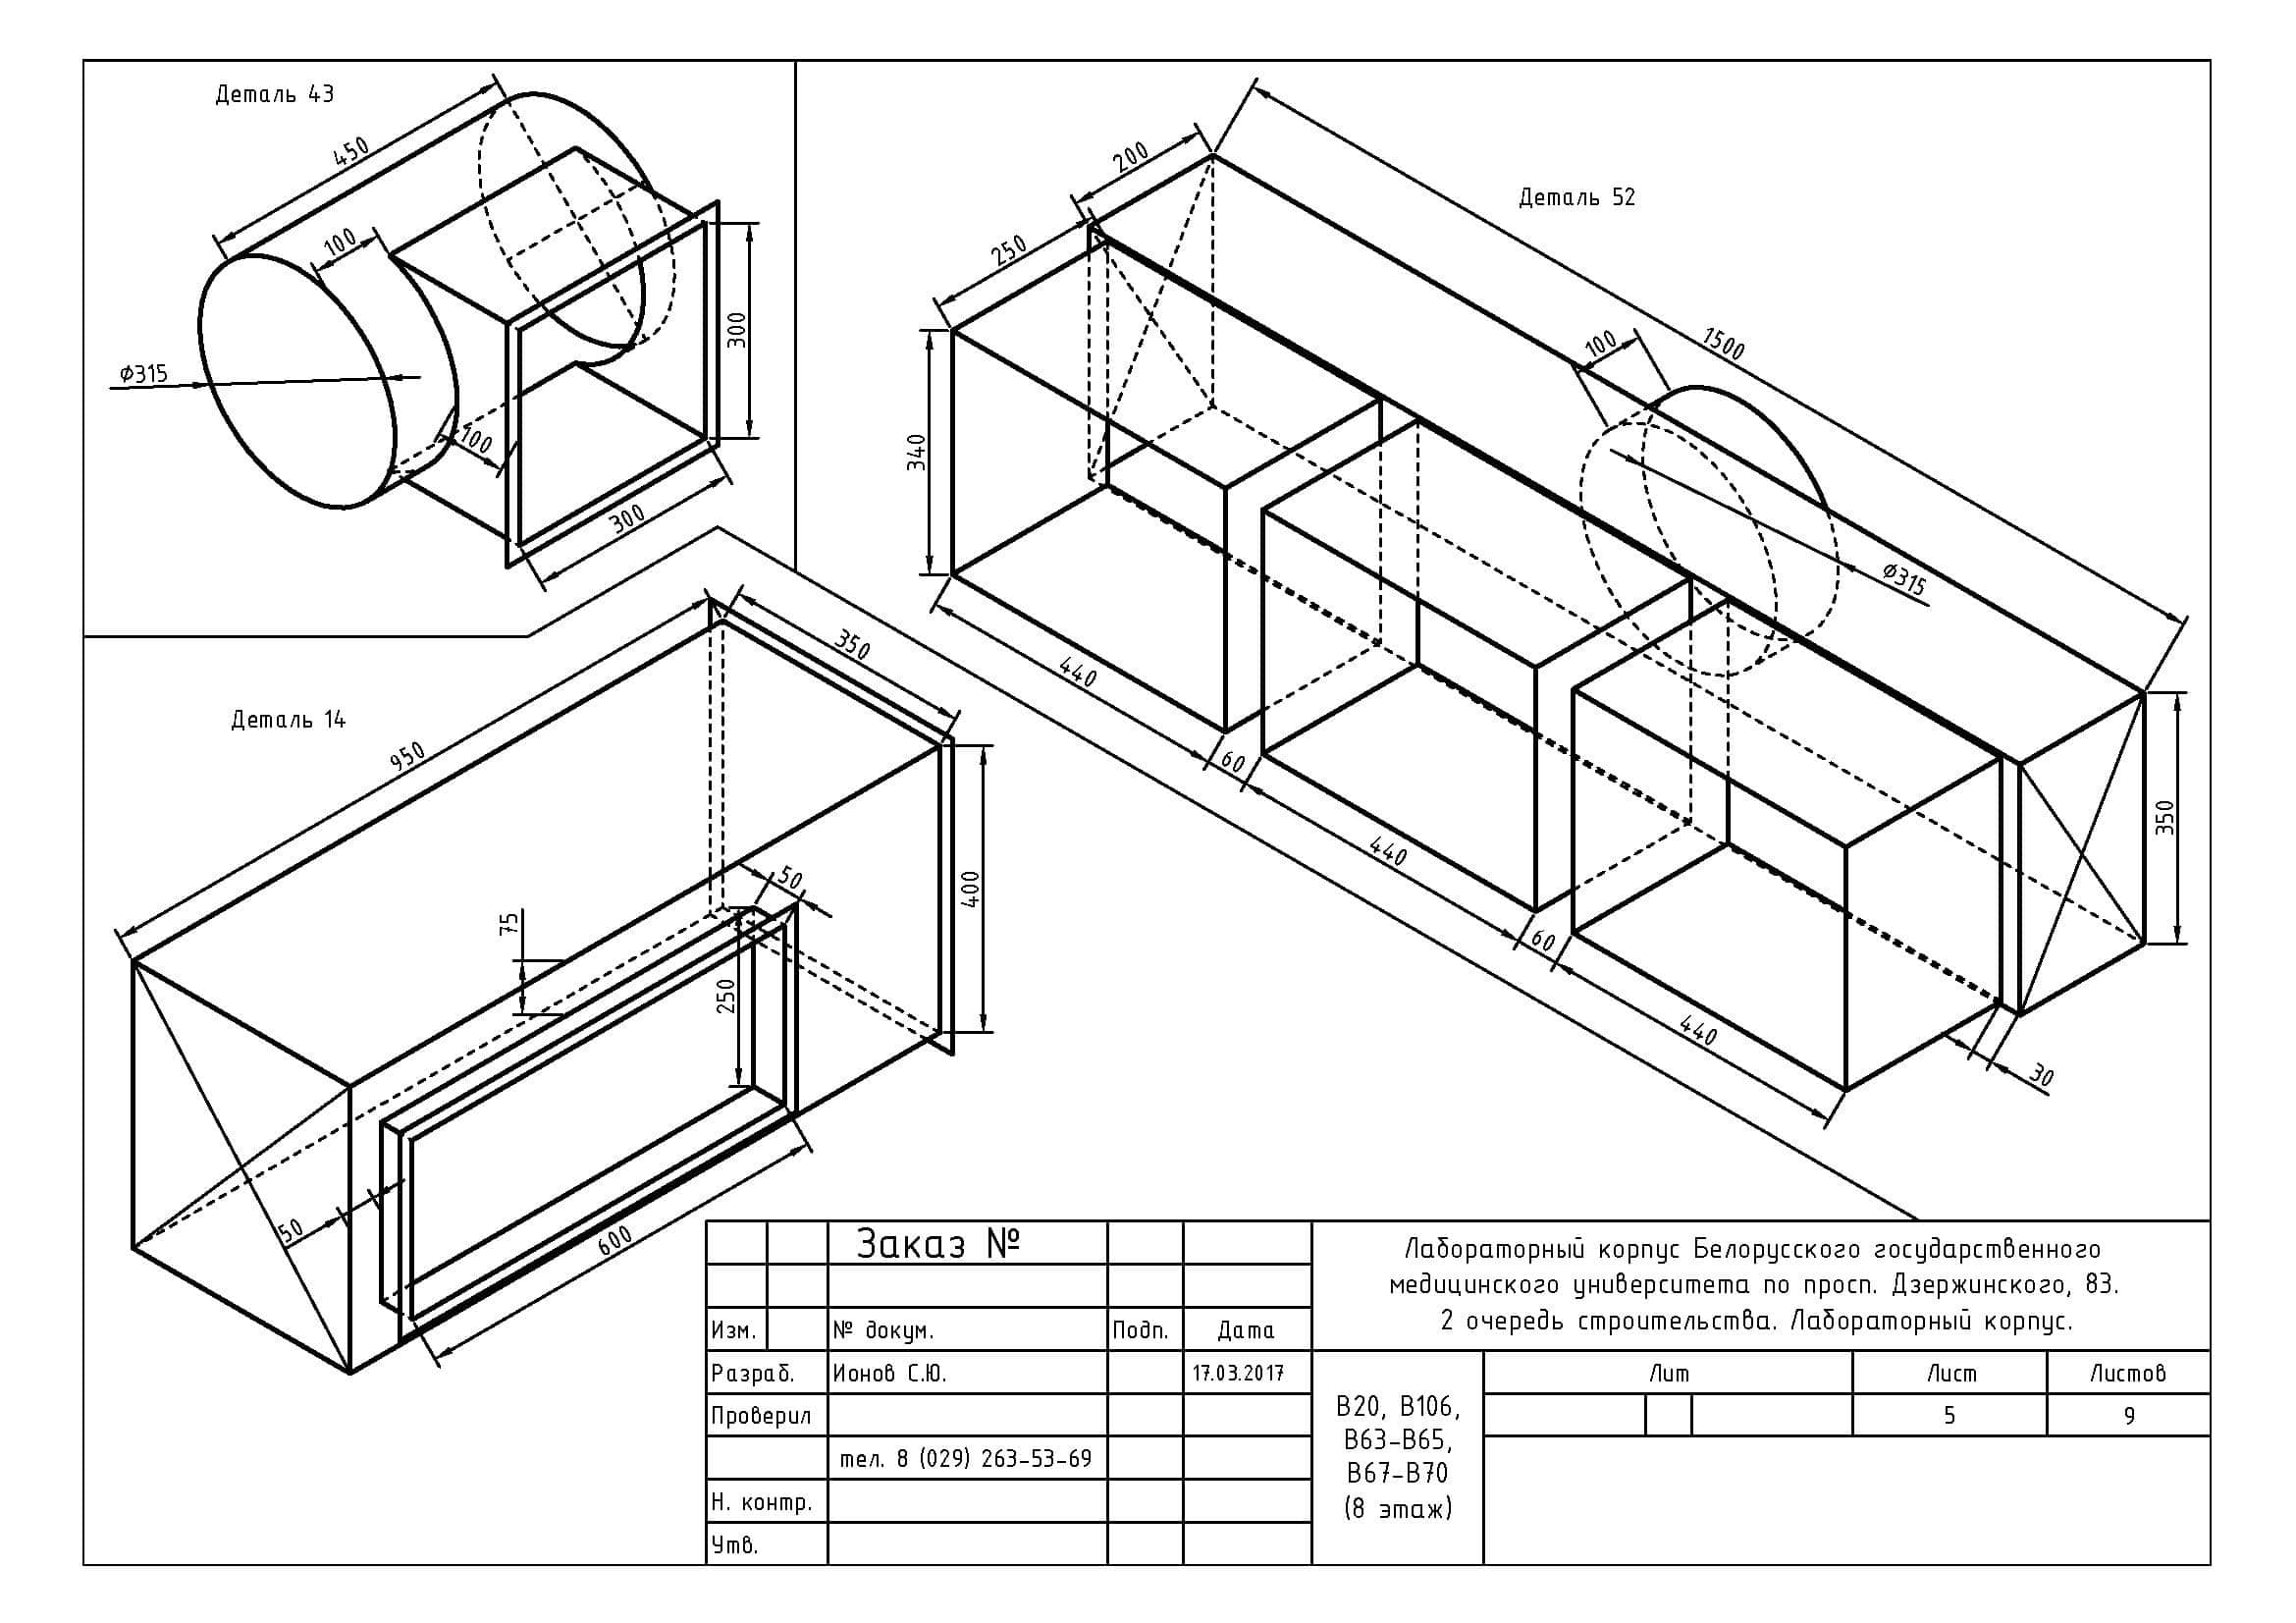 Деталь 43
450
100
Ø315
100
300
300
Деталь 52
200
250
1500
100
340
Ø315
440
60
440
60
440
350
30
Деталь 14
950
350
50
75
250
400
50
600
Заказ №
Изм.
№ докум.
Подп.
Дата
Разраб.
Ионов С.Ю.
17.03.2017
Проверил
тел. 8 (029) 263-53-69
Н. контр.
Утв.
Лабораторный корпус Белорусского государственного
медицинского университета по просп. Дзержинского, 83.
2 очередь строительства. Лабораторный корпус.
В20, В106,
В63-В65,
В67-В70
(8 этаж)
Лит
Лист
Листов
5
9